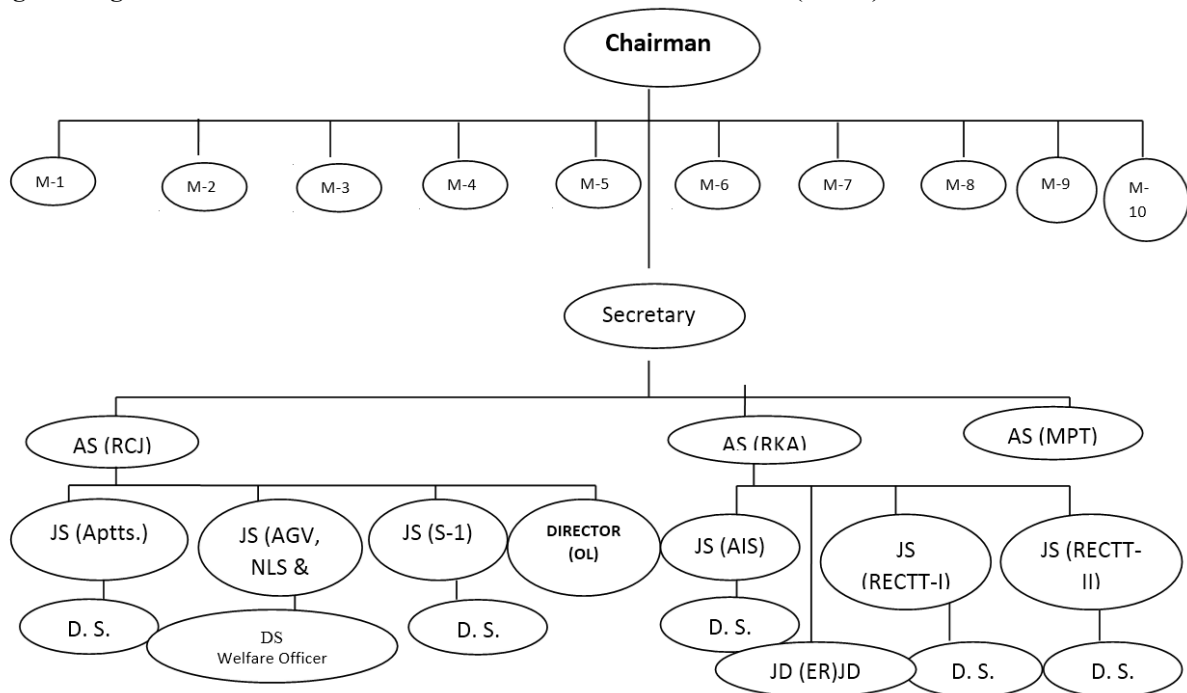 Chairman
M-1
M-2
M-3
M-4
M-5
M-6
M-7
M-8
M-9
M-
10
Secretary
AS (RCJ)
AS (RKA)
AS (MPT)
JS (Aptts.)
JS (AGV,
NLS &
JS (S-1)
DIRECTOR
(OL)
JS (AIS)
JS
(RECTT-I)
JS (RECTT-
II)
D. S.
DS
Welfare Officer
D. S.
D. S.
JD (ER)JD
D. S.
D. S.